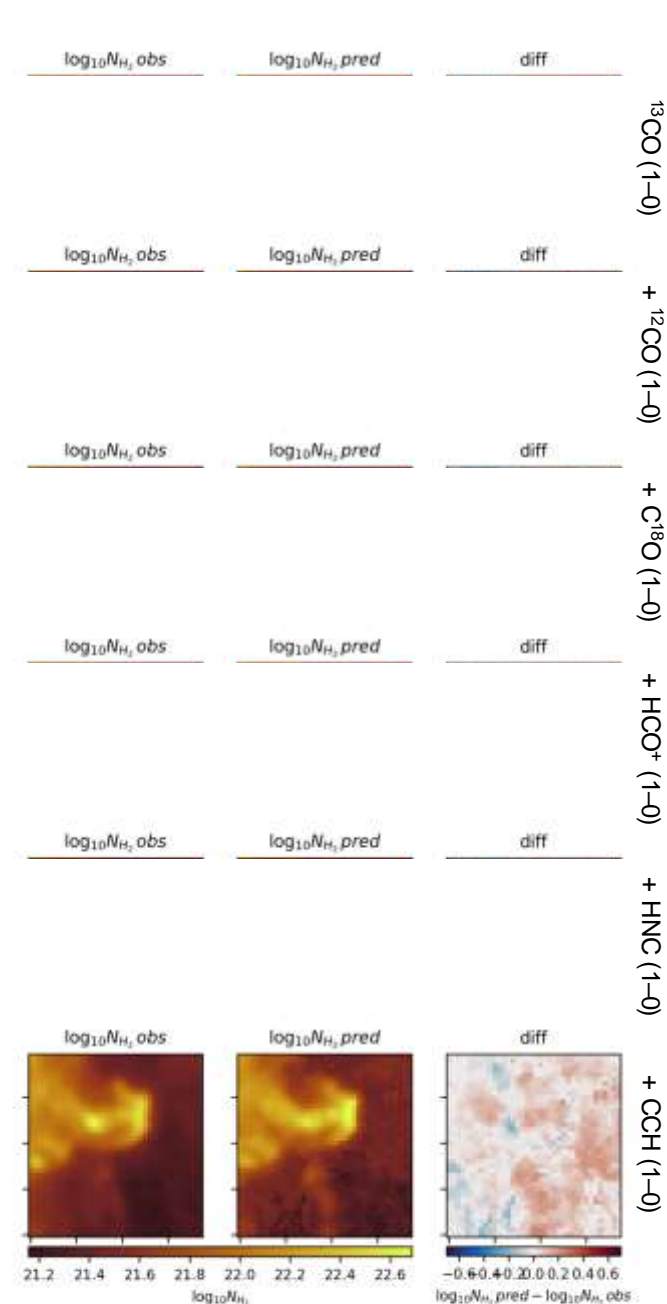 log₁₀N_H₂ obs log₁₀N_H₂ pred diff
¹³CO (1–0)
log₁₀N_H₂ obs log₁₀N_H₂ pred diff
+ ¹²CO (1–0)
log₁₀N_H₂ obs log₁₀N_H₂ pred diff
+ C¹⁸O (1–0)
log₁₀N_H₂ obs log₁₀N_H₂ pred diff
+ HCO⁺ (1–0)
log₁₀N_H₂ obs log₁₀N_H₂ pred diff
+ HNC (1–0)
log₁₀N_H₂ obs log₁₀N_H₂ pred diff
+ CCH (1–0)
21.2 21.4 21.6 21.8 22.0 22.2 22.4 22.6 −0.6 −0.4 −0.2 0.0 0.2 0.4 0.6
log₁₀N_H₂ log₁₀N_H₂ pred − log₁₀N_H₂ obs